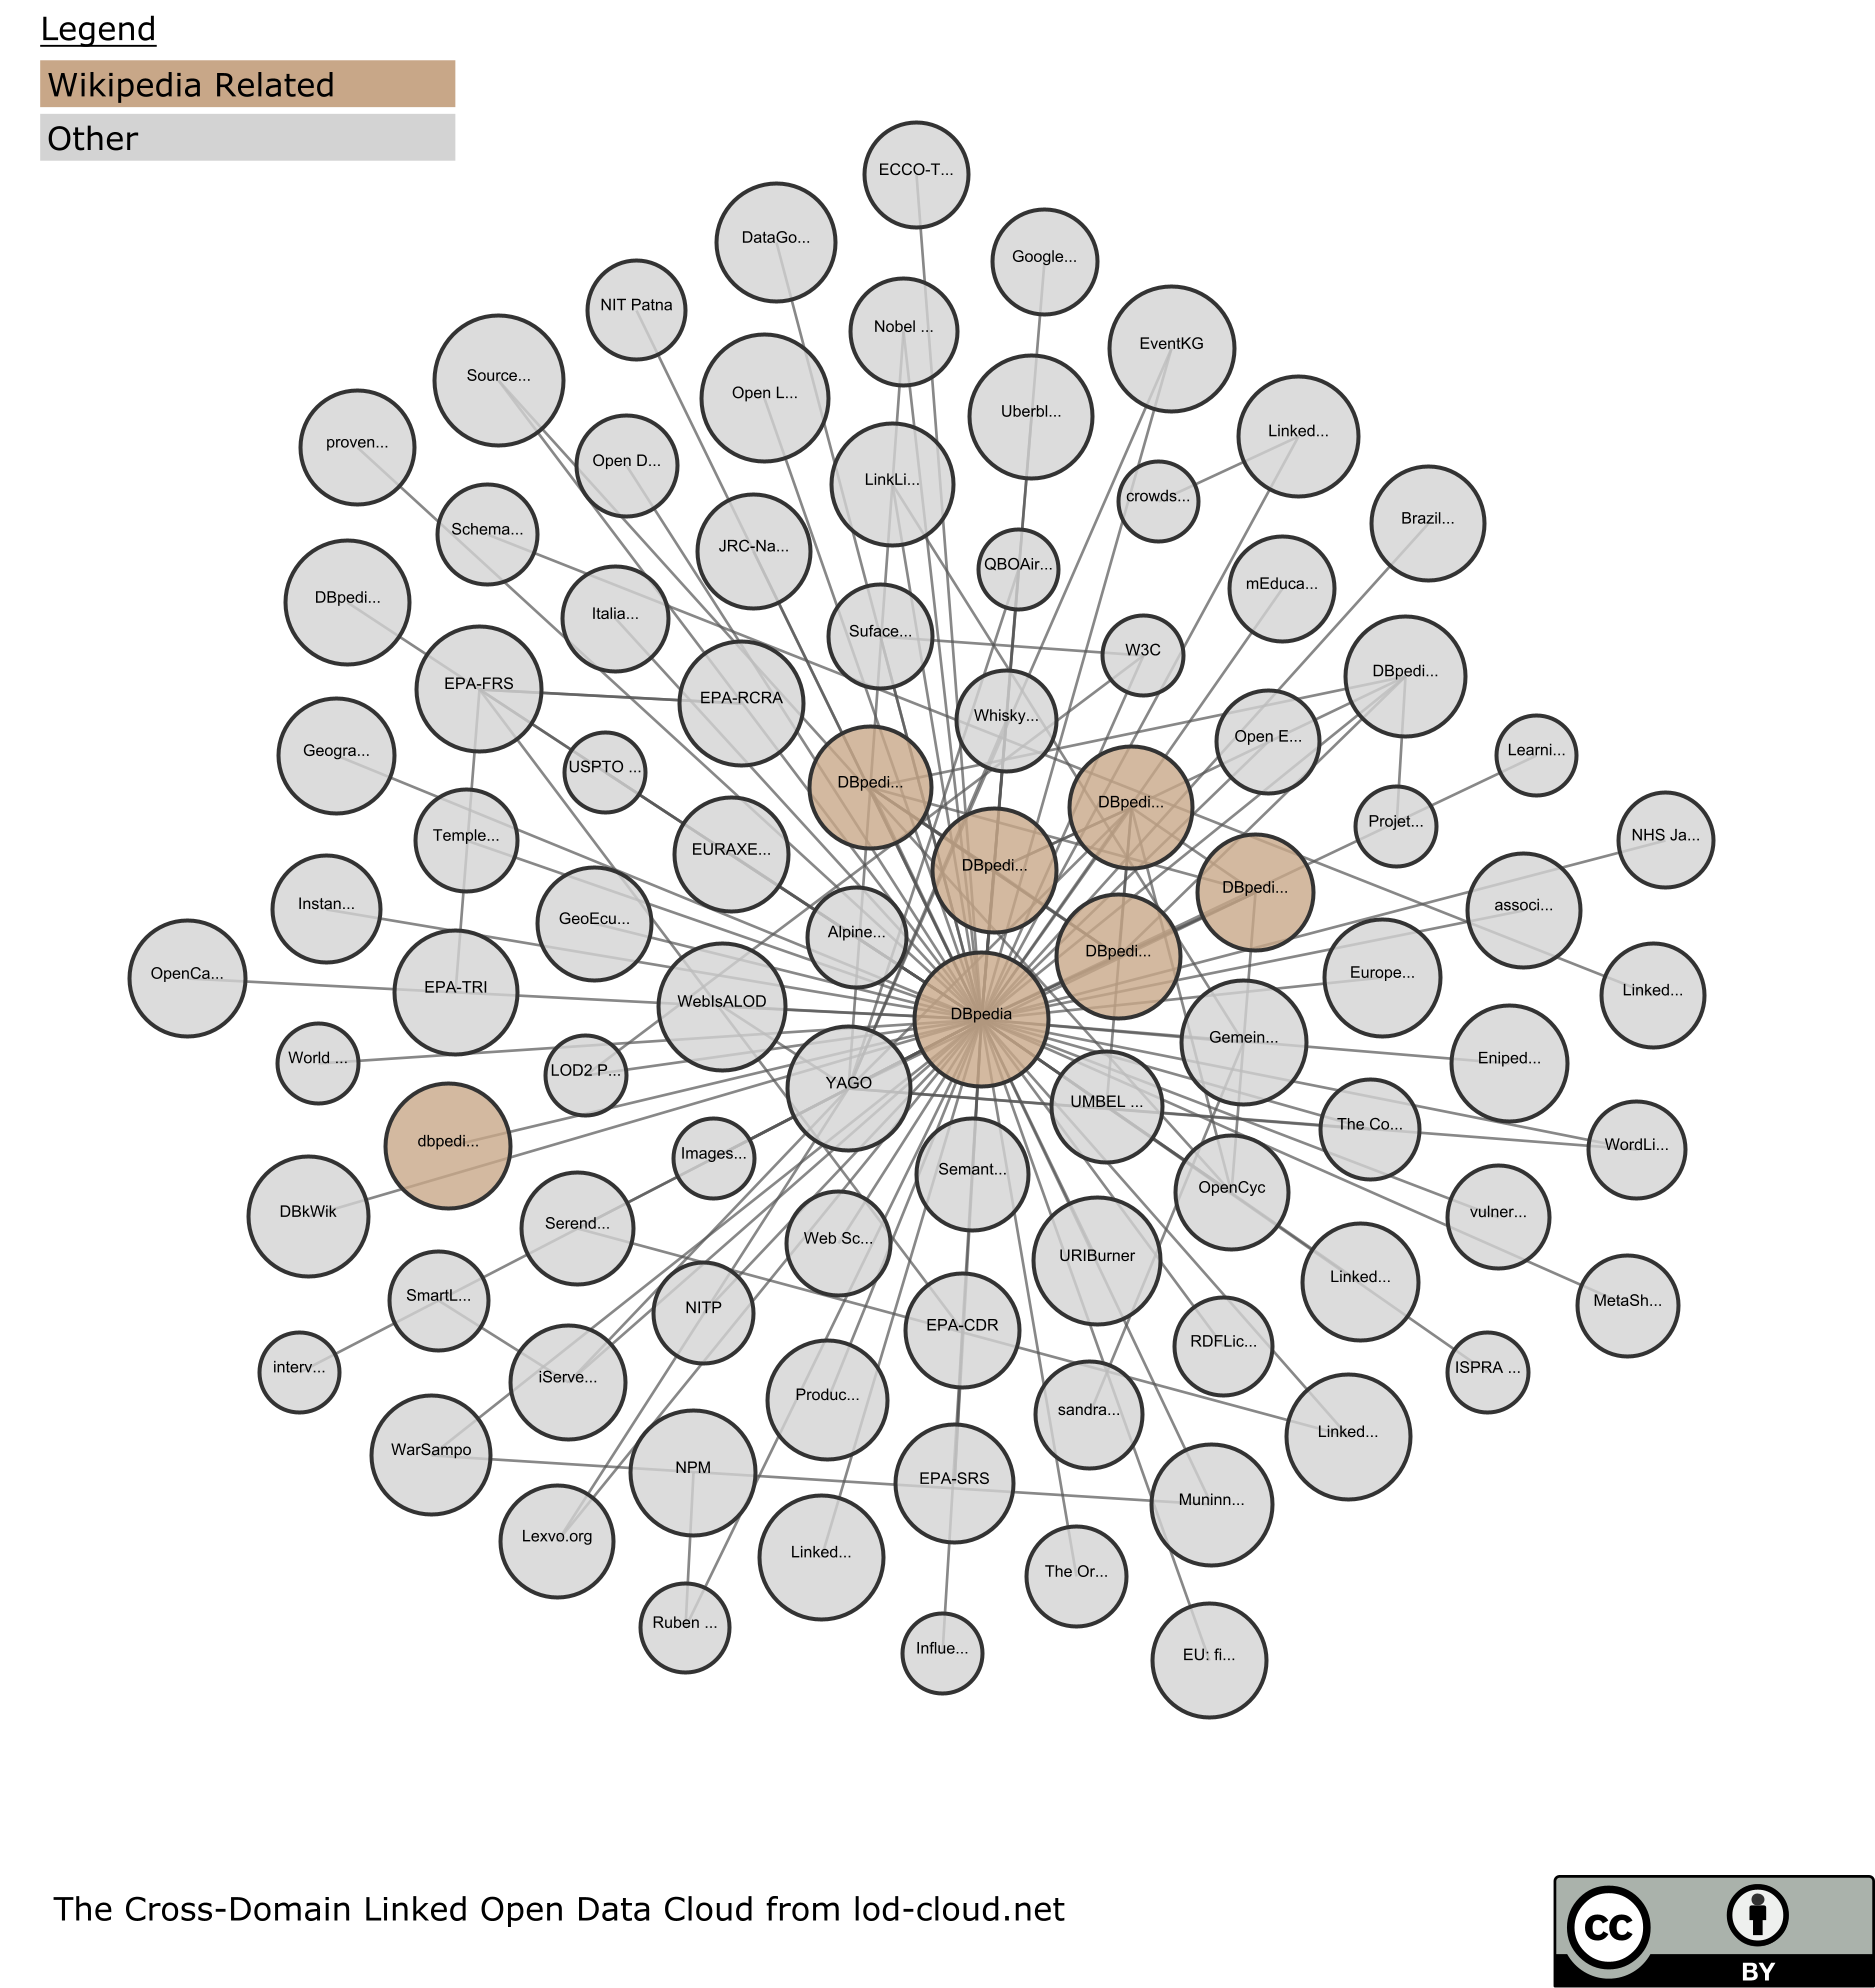 Legend
Wikipedia Related
Other
ECCO-T...
DataGo...
Google...
NIT Patna
Nobel ...
EventKG
Source...
Open L...
Uberbl...
Linked...
proven...
Open D...
LinkLi...
crowds...
Brazil...
Schema...
JRC-Na...
QBOAir...
mEduca...
DBpedi...
Italia...
Suface...
W3C
DBpedi...
EPA-FRS
EPA-RCRA
Whisky...
Open E...
Learni...
Geogra...
USPTO ...
DBpedi...
DBpedi...
Projet...
NHS Ja...
Temple...
EURAXE...
DBpedi...
DBpedi...
associ...
Instan...
GeoEcu...
Alpine...
DBpedi...
Europe...
Linked...
OpenCa...
EPA-TRI
WebIsALOD
DBpedia
Gemein...
Eniped...
World ...
LOD2 P...
YAGO
UMBEL ...
The Co...
WordLi...
dbpedi...
Images...
Semant...
OpenCyc
vulner...
DBkWik
Serend...
Web Sc...
URIBurner
Linked...
MetaSh...
SmartL...
NITP
EPA-CDR
RDFLic...
ISPRA ...
interv...
iServe...
Produc...
sandra...
Linked...
WarSampo
NPM
EPA-SRS
Muninn...
Lexvo.org
Linked...
The Or...
Ruben ...
Influe...
EU: fi...
The Cross-Domain Linked Open Data Cloud from lod-cloud.net
cc
BY